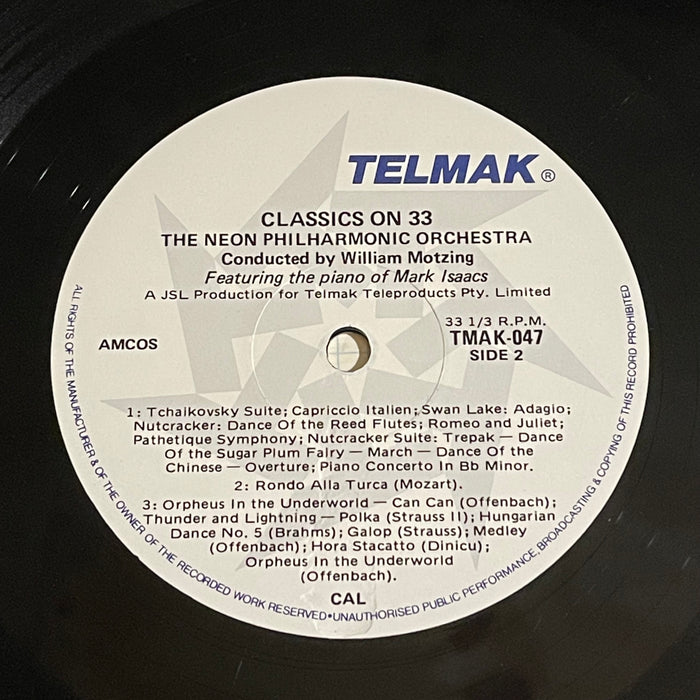 TELMAK®
CLASSICS ON 33
THE NEON PHILHARMONIC ORCHESTRA
Conducted by William Motzing
Featuring the piano of Mark Isaacs
A JSL Production for Telmak Teleproducts Pty. Limited
AMCOS
33 1/3 R.P.M.
TMAK-047
SIDE 2
1: Tchaikovsky Suite; Capriccio Italien; Swan Lake: Adagio;
Nutcracker: Dance Of the Reed Flutes; Romeo and Juliet;
Pathetique Symphony; Nutcracker Suite: Trepak — Dance
Of the Sugar Plum Fairy — March — Dance Of the
Chinese — Overture; Piano Concerto In Bb Minor.
2: Rondo Alla Turca (Mozart).
3: Orpheus In the Underworld — Can Can (Offenbach);
Thunder and Lightning — Polka (Strauss II); Hungarian
Dance No. 5 (Brahms); Galop (Strauss); Medley
(Offenbach); Hora Stacatto (Dinicu);
Orpheus In the Underworld
(Offenbach).
CAL
ALL RIGHTS OF THE MANUFACTURER & OF THE OWNER OF THE RECORDED WORK RESERVED•UNAUTHORISED PUBLIC PERFORMANCE, BROADCASTING & COPYING OF THIS RECORD PROHIBITED